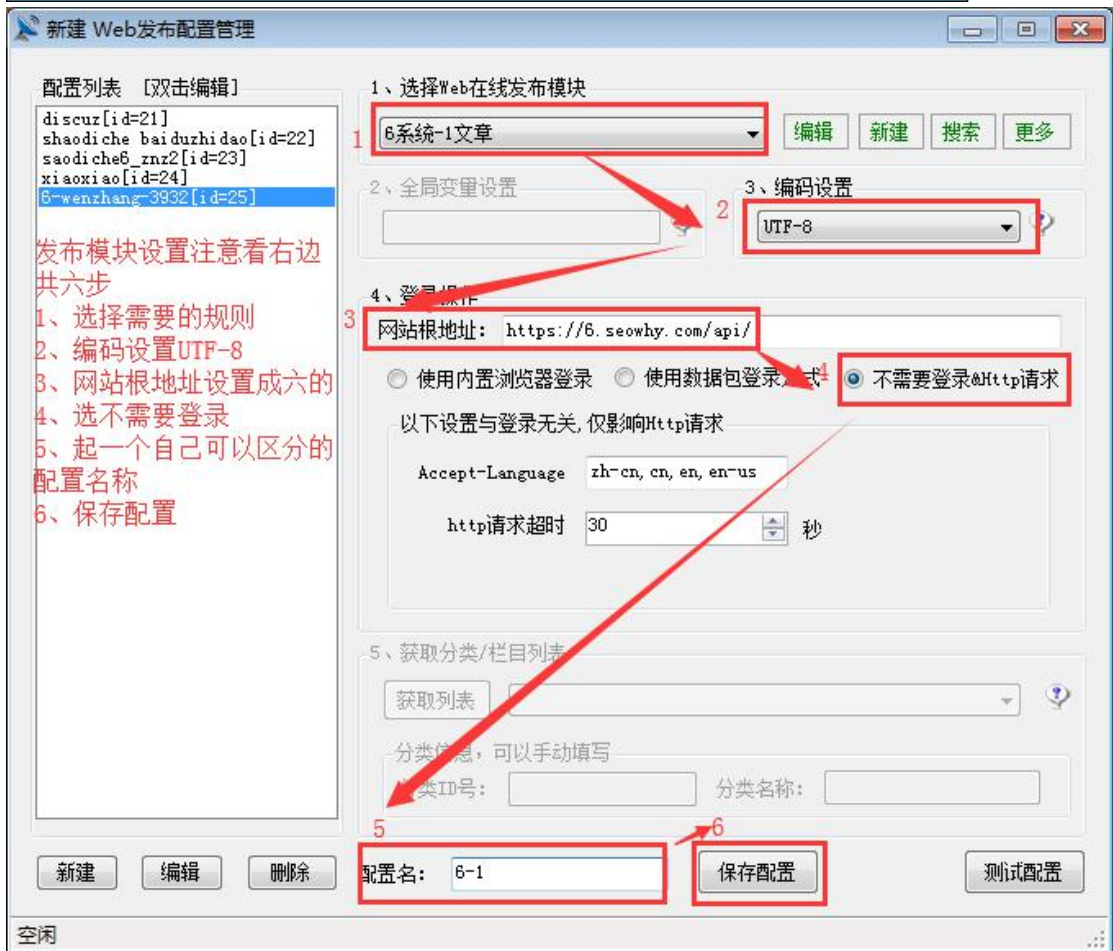 新建 Web发布配置管理
配置列表 [双击编辑]
discuz[id=21]
shaodiche baiduzhidao[id=22]
saodiche6_znz2[id=23]
xiaoxiao[id=24]
6-wenzhang-3932[id=25]
发布模块设置注意看右边
共六步
1、选择需要的规则
2、编码设置UTF-8
3、网站根地址设置成六的
4、选不需要登录
5、起一个自己可以区分的
配置名称
6、保存配置
1、选择Web在线发布模块
1
6系统-1文章
编辑 新建 搜索 更多
2、全局变量设置
3、编码设置
2
UTF-8
4、登录操作
3
网站根地址: https://6.seowhy.com/api/
使用内置浏览器登录 使用数据包登录方式 4 不需要登录&Http请求
以下设置与登录无关,仅影响Http请求
Accept-Language zh-cn, cn, en, en-us
http请求超时 30 秒
5、获取分类/栏目列表
获取列表
分类信息，可以手动填写
分类ID号: 分类名称:
5
6
新建 编辑 删除 配置名: 6-1 保存配置 测试配置
空闲